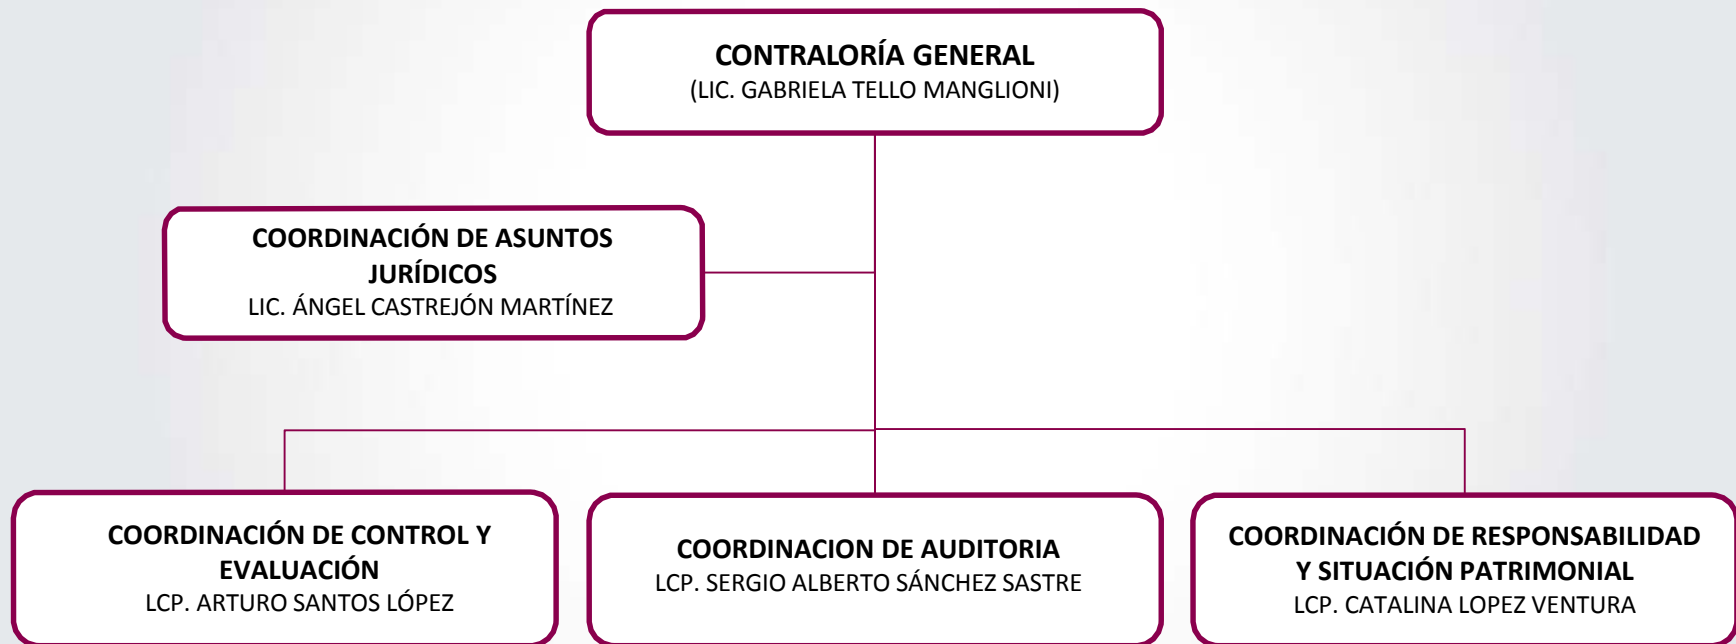 CONTRALORÍA GENERAL
(LIC. GABRIELA TELLO MANGLIONI)
COORDINACIÓN DE ASUNTOS
JURÍDICOS
LIC. ÁNGEL CASTREJÓN MARTÍNEZ
COORDINACIÓN DE CONTROL Y
EVALUACIÓN
LCP. ARTURO SANTOS LÓPEZ
COORDINACION DE AUDITORIA
LCP. SERGIO ALBERTO SÁNCHEZ SASTRE
COORDINACIÓN DE RESPONSABILIDAD
Y SITUACIÓN PATRIMONIAL
LCP. CATALINA LOPEZ VENTURA